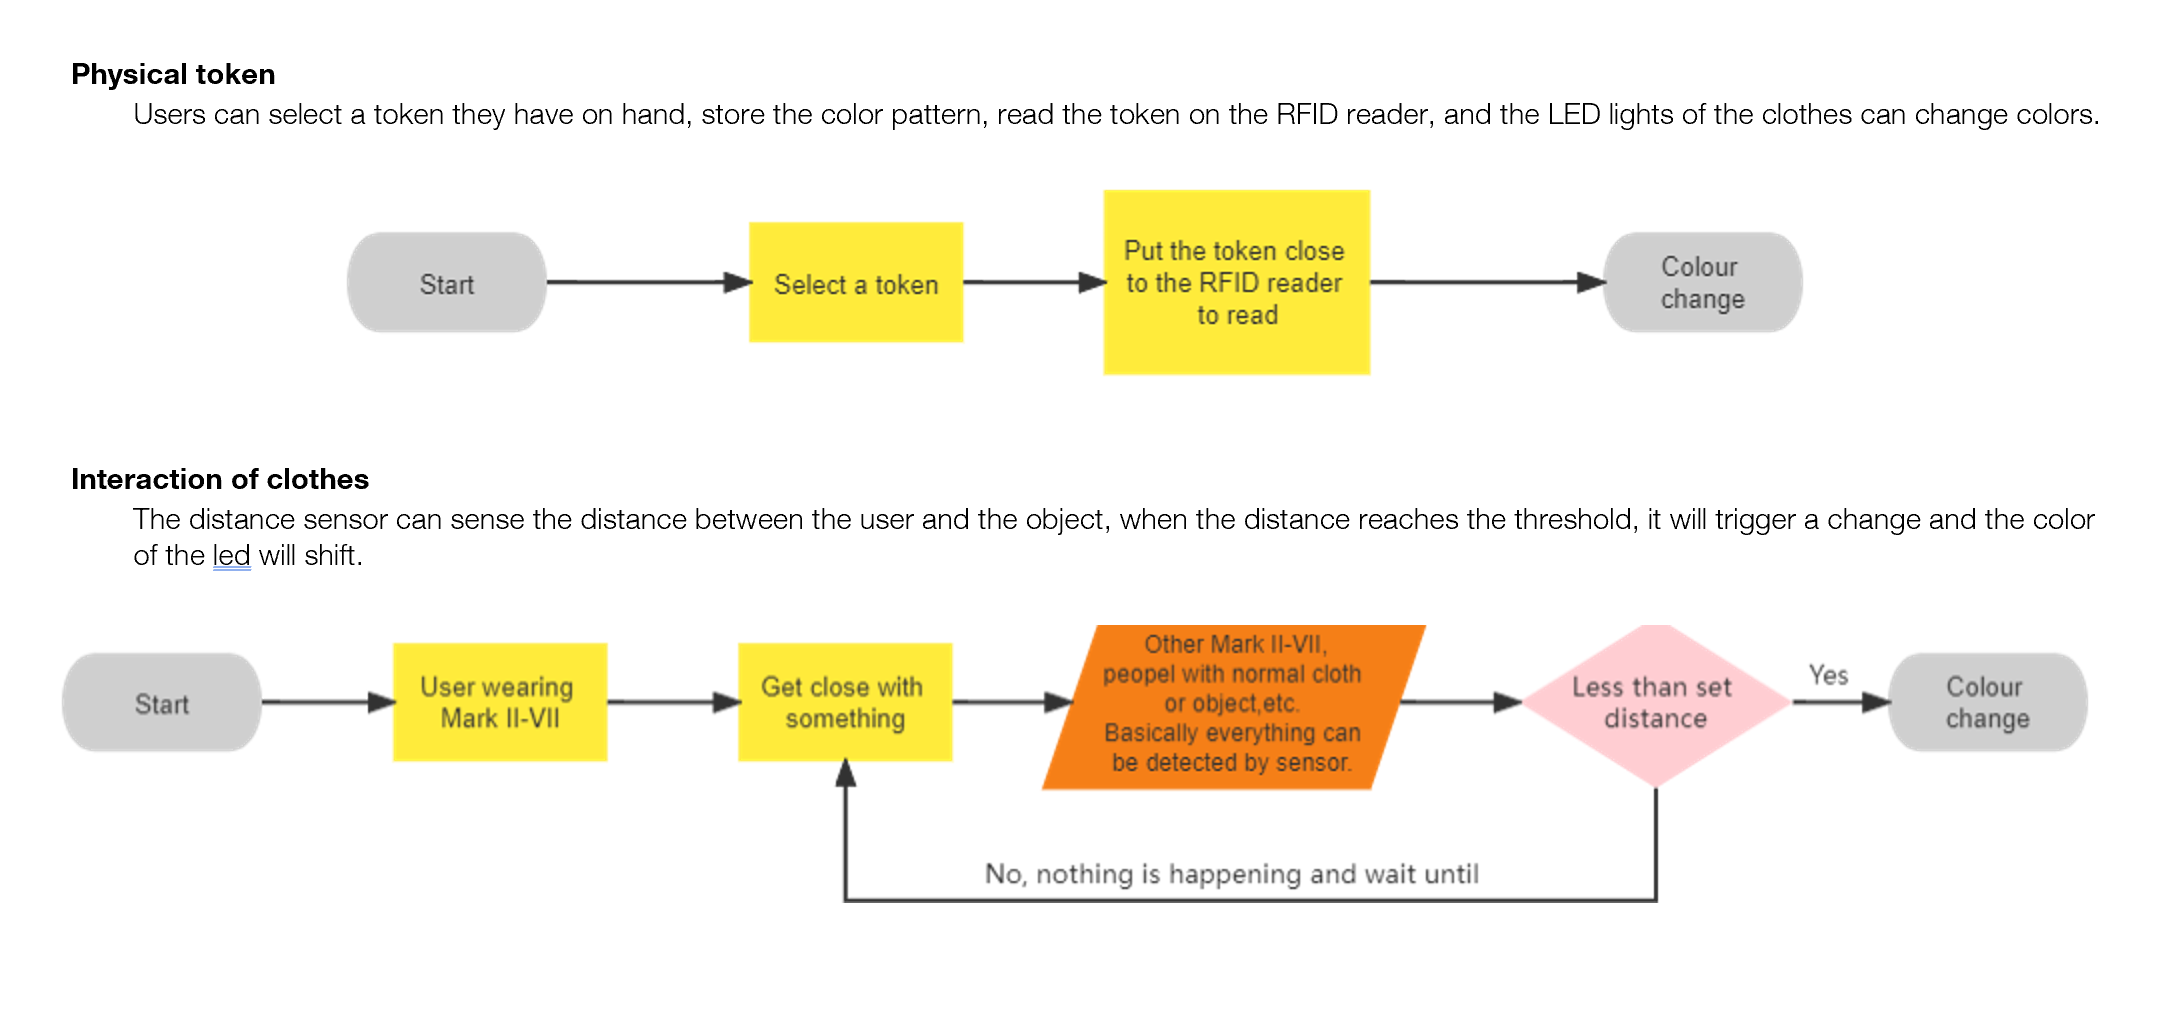 Physical token
Users can select a token they have on hand, store the color pattern, read the token on the RFID reader, and the LED lights of the clothes can change colors.
Start
Select a token
Put the token close
to the RFID reader
to read
Colour
change
Interaction of clothes
The distance sensor can sense the distance between the user and the object, when the distance reaches the threshold, it will trigger a change and the color
of the led will shift.
Start
User wearing
Mark II-VII
Get close with
something
Other Mark II-VII,
peopel with normal cloth
or object,etc.
Basically everything can
be detected by sensor.
Less than set
distance
Yes
Colour
change
No, nothing is happening and wait until